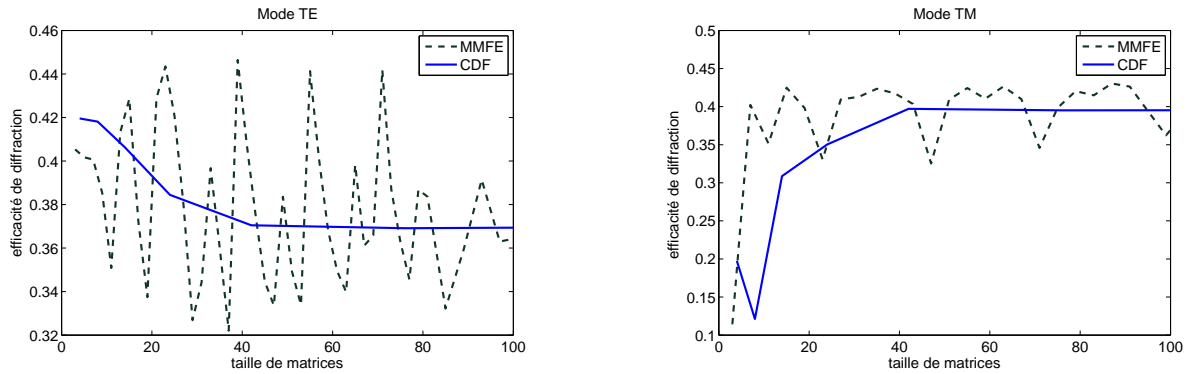 Mode TE
0.46
0.44
0.42
0.4
0.38
0.36
0.34
0.32
0
20
40
60
80
100
efficacité de diffraction
taille de matrices
MMFE
CDF
Mode TM
0.5
0.45
0.4
0.35
0.3
0.25
0.2
0.15
0.1
0
20
40
60
80
100
efficacité de diffraction
taille de matrices
MMFE
CDF